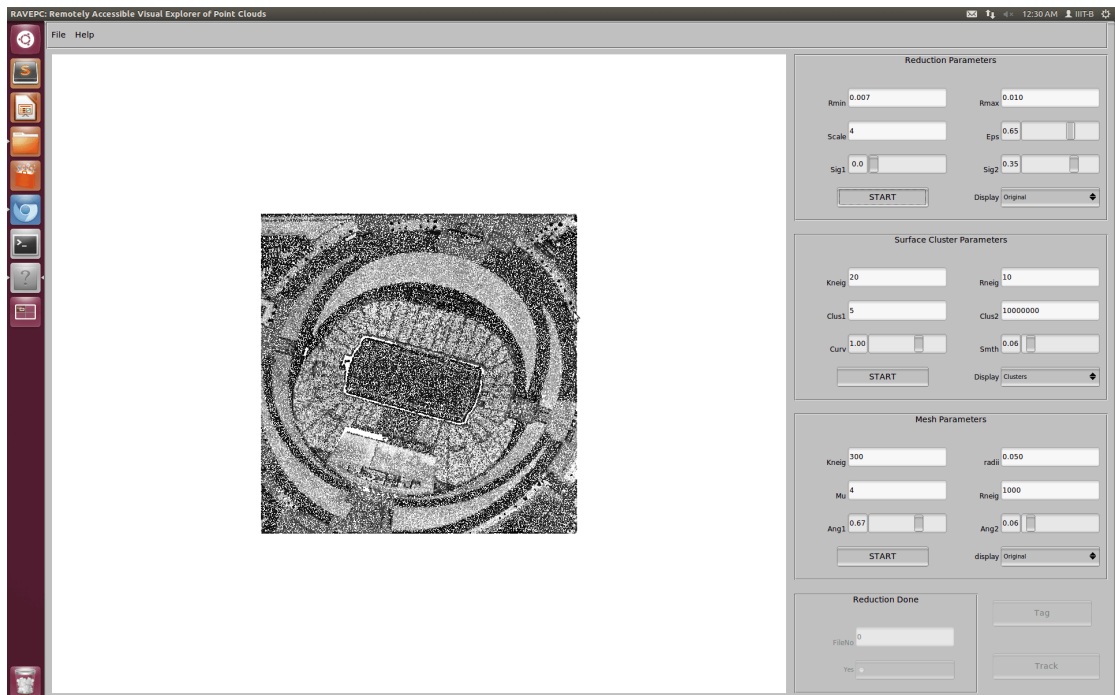 RAVEPC: Remotely Accessible Visual Explorer of Point Clouds
12:30 AM IIIT-B
File Help
Reduction Parameters
Rmin 0.007 Rmax 0.010
Scale 4 Eps 0.65
Sig1 0.0 Sig2 0.35
START Display Original
Surface Cluster Parameters
Kneig 20 Rneig 10
Clus1 5 Clus2 10000000
Curv 1.00 Smth 0.06
START Display Clusters
Mesh Parameters
Kneig 300 radii 0.050
Mu 4 Rneig 1000
Ang1 0.67 Ang2 0.06
START display Original
Reduction Done
FileNo 0
Yes
Tag
Track